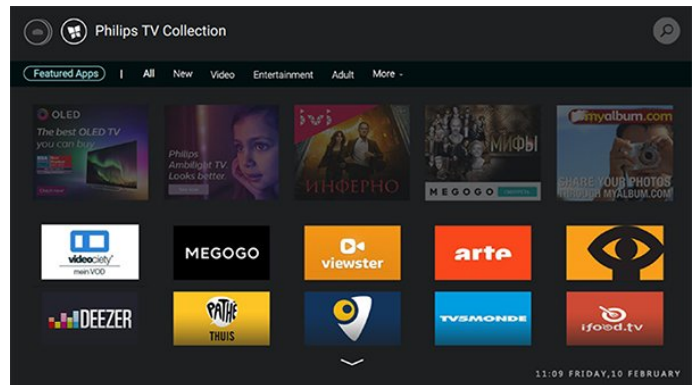 Philips TV Collection
Featured Apps | All New Video Entertainment Adult More
OLED
The best OLED TV
you can buy
Philips
Ambilight TV.
Looks better.
ivi
ИНФЕРНО
МИФЫ
MEGOGO
myalbum.com
SHARE YOUR PHOTOS
THROUGH MYALBUM.COM
videociety
mein VOD
MEGOGO
viewster
arte
DEEZER
PATHÉ
THUIS
TV5MONDE
ifood.tv
11:09 FRIDAY,10 FEBRUARY